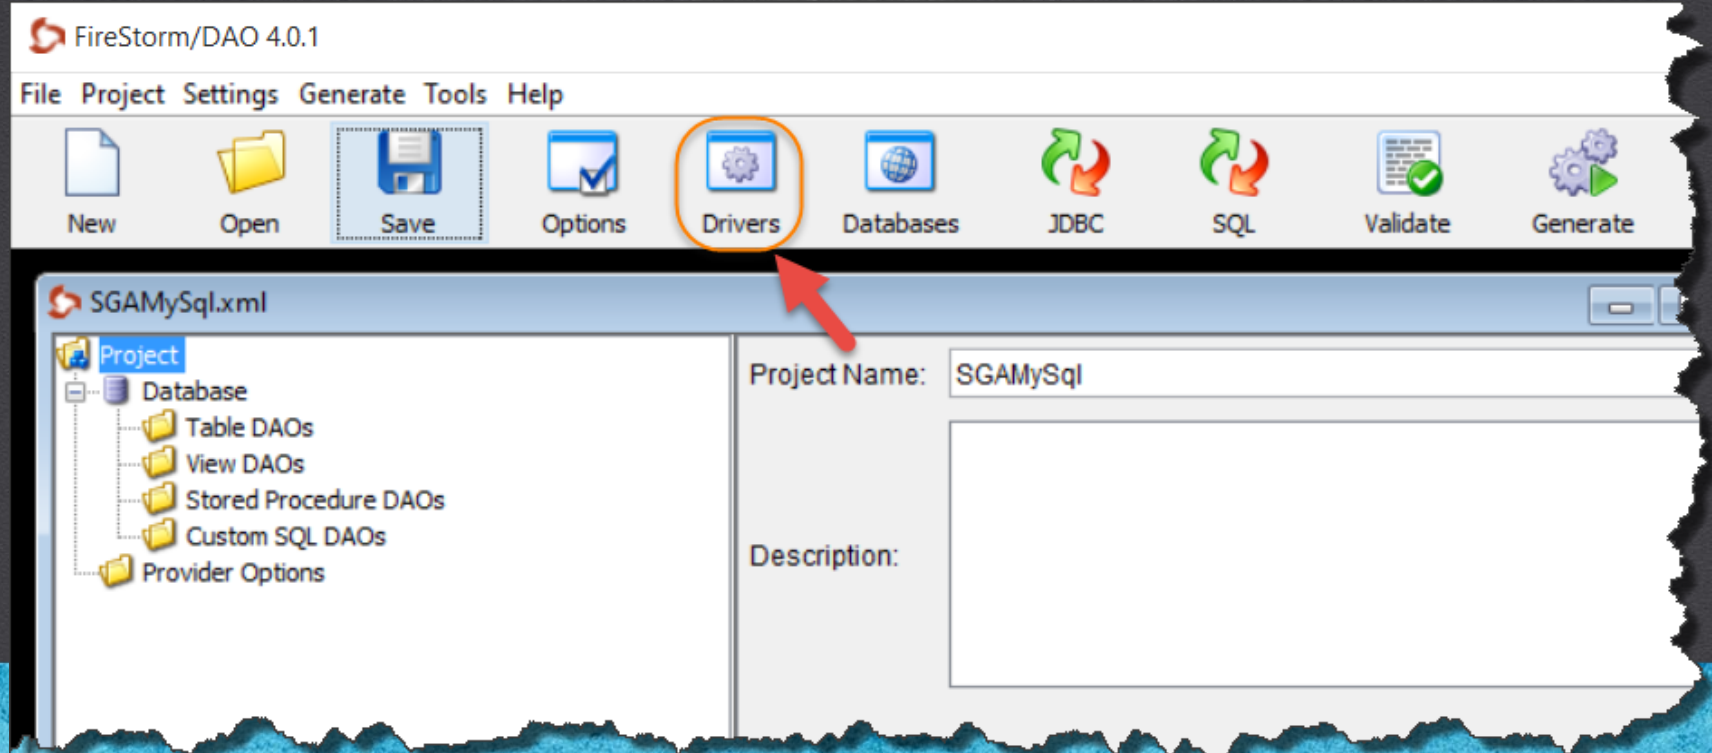 FireStorm/DAO 4.0.1
File Project Settings Generate Tools Help
New Open Save Options Drivers Databases JDBC SQL Validate Generate
SGAMySql.xml
Project
Database
Table DAOs
View DAOs
Stored Procedure DAOs
Custom SQL DAOs
Provider Options
Project Name: SGAMySql
Description: